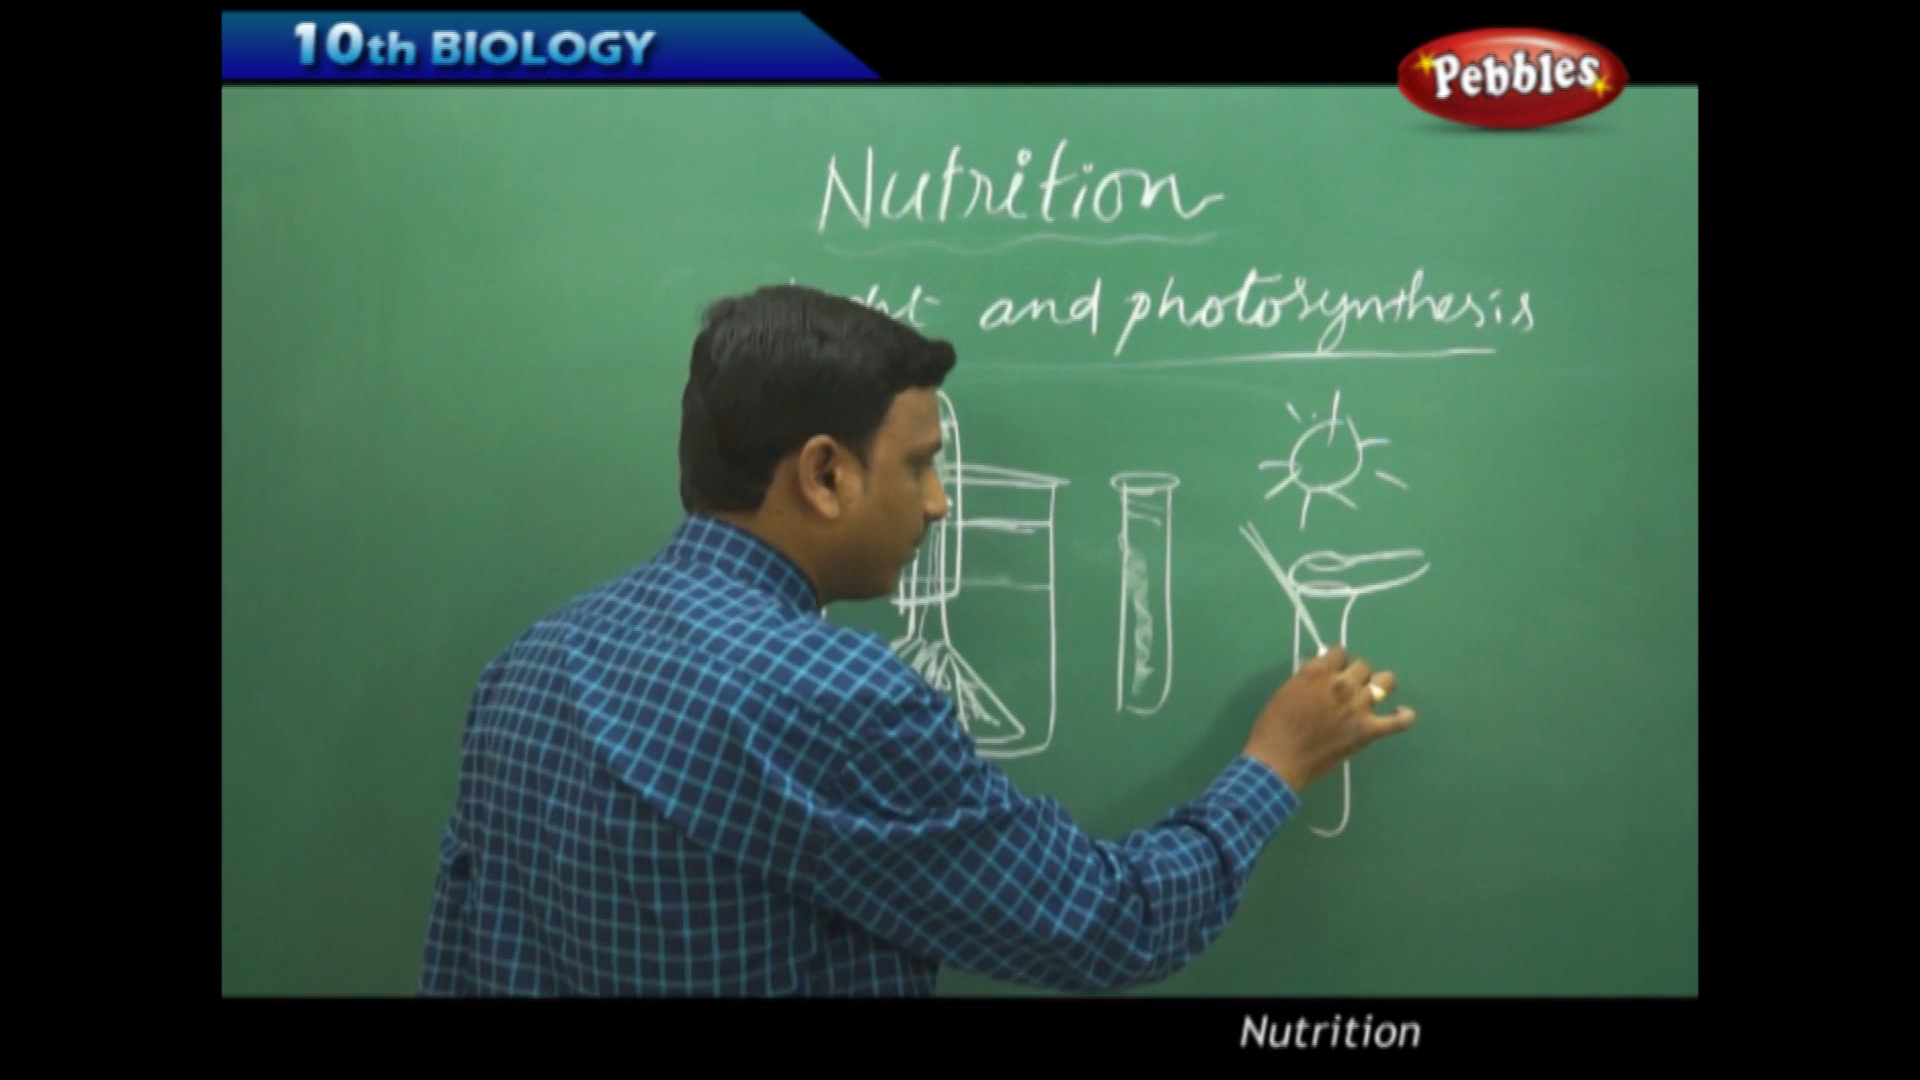 10th BIOLOGY
Pebbles
Nutrition
and photosynthesis
Nutrition